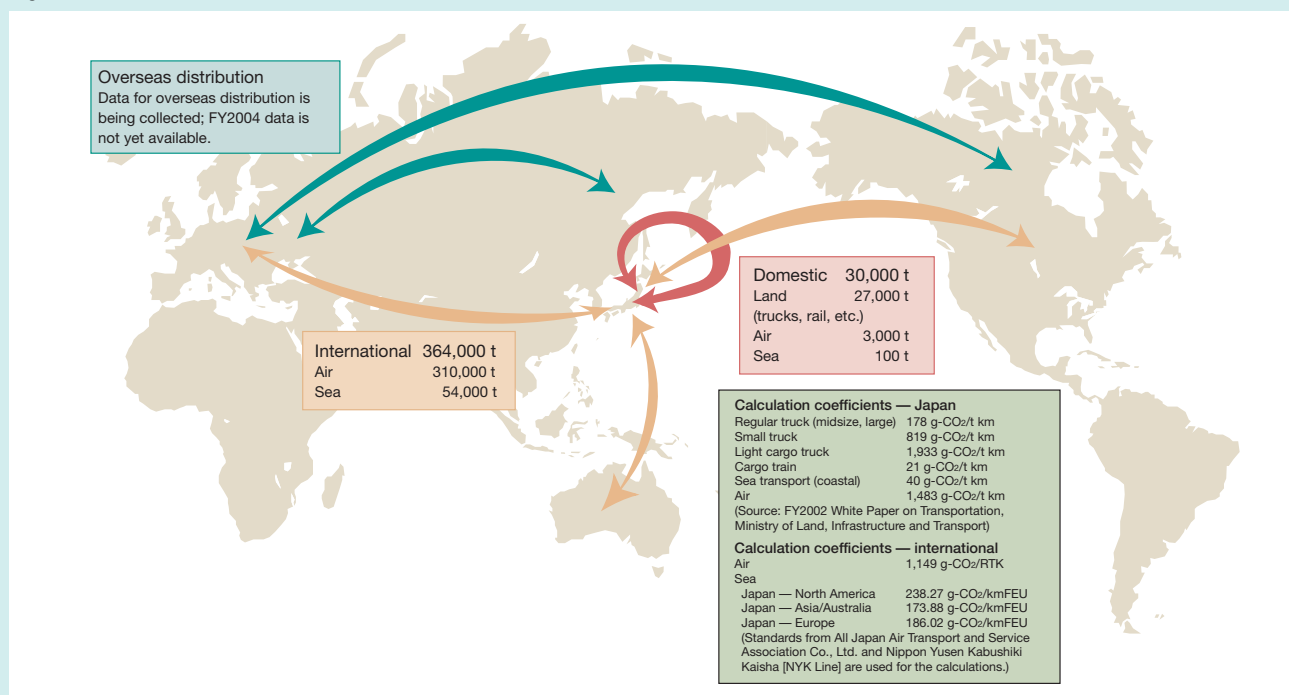 Overseas distribution
Data for overseas distribution is
being collected; FY2004 data is
not yet available.
International 364,000 t
Air 310,000 t
Sea 54,000 t
Domestic 30,000 t
Land 27,000 t
(trucks, rail, etc.)
Air 3,000 t
Sea 100 t
Calculation coefficients — Japan
Regular truck (midsize, large) 178 g-CO2/t km
Small truck 819 g-CO2/t km
Light cargo truck 1,933 g-CO2/t km
Cargo train 21 g-CO2/t km
Sea transport (coastal) 40 g-CO2/t km
Air 1,483 g-CO2/t km
(Source: FY2002 White Paper on Transportation,
Ministry of Land, Infrastructure and Transport)
Calculation coefficients — international
Air 1,149 g-CO2/RTK
Sea
Japan — North America 238.27 g-CO2/kmFEU
Japan — Asia/Australia 173.88 g-CO2/kmFEU
Japan — Europe 186.02 g-CO2/kmFEU
(Standards from All Japan Air Transport and Service
Association Co., Ltd. and Nippon Yusen Kabushiki
Kaisha [NYK Line] are used for the calculations.)